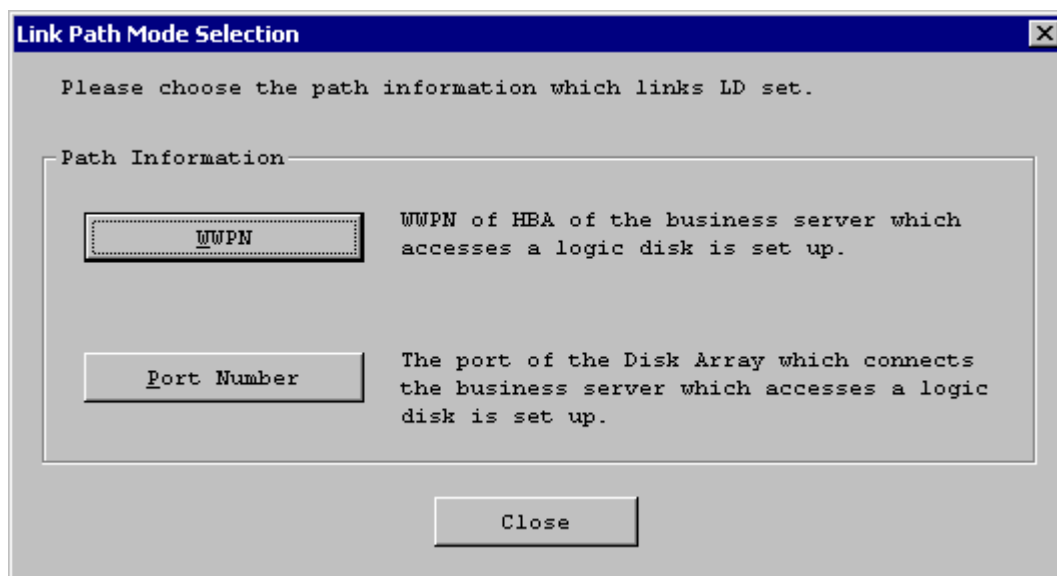 Link Path Mode Selection
Please choose the path information which links LD set.
Path Information
WWPN
WWPN of HBA of the business server which
accesses a logic disk is set up.
Port Number
The port of the Disk Array which connects
the business server which accesses a logic
disk is set up.
Close